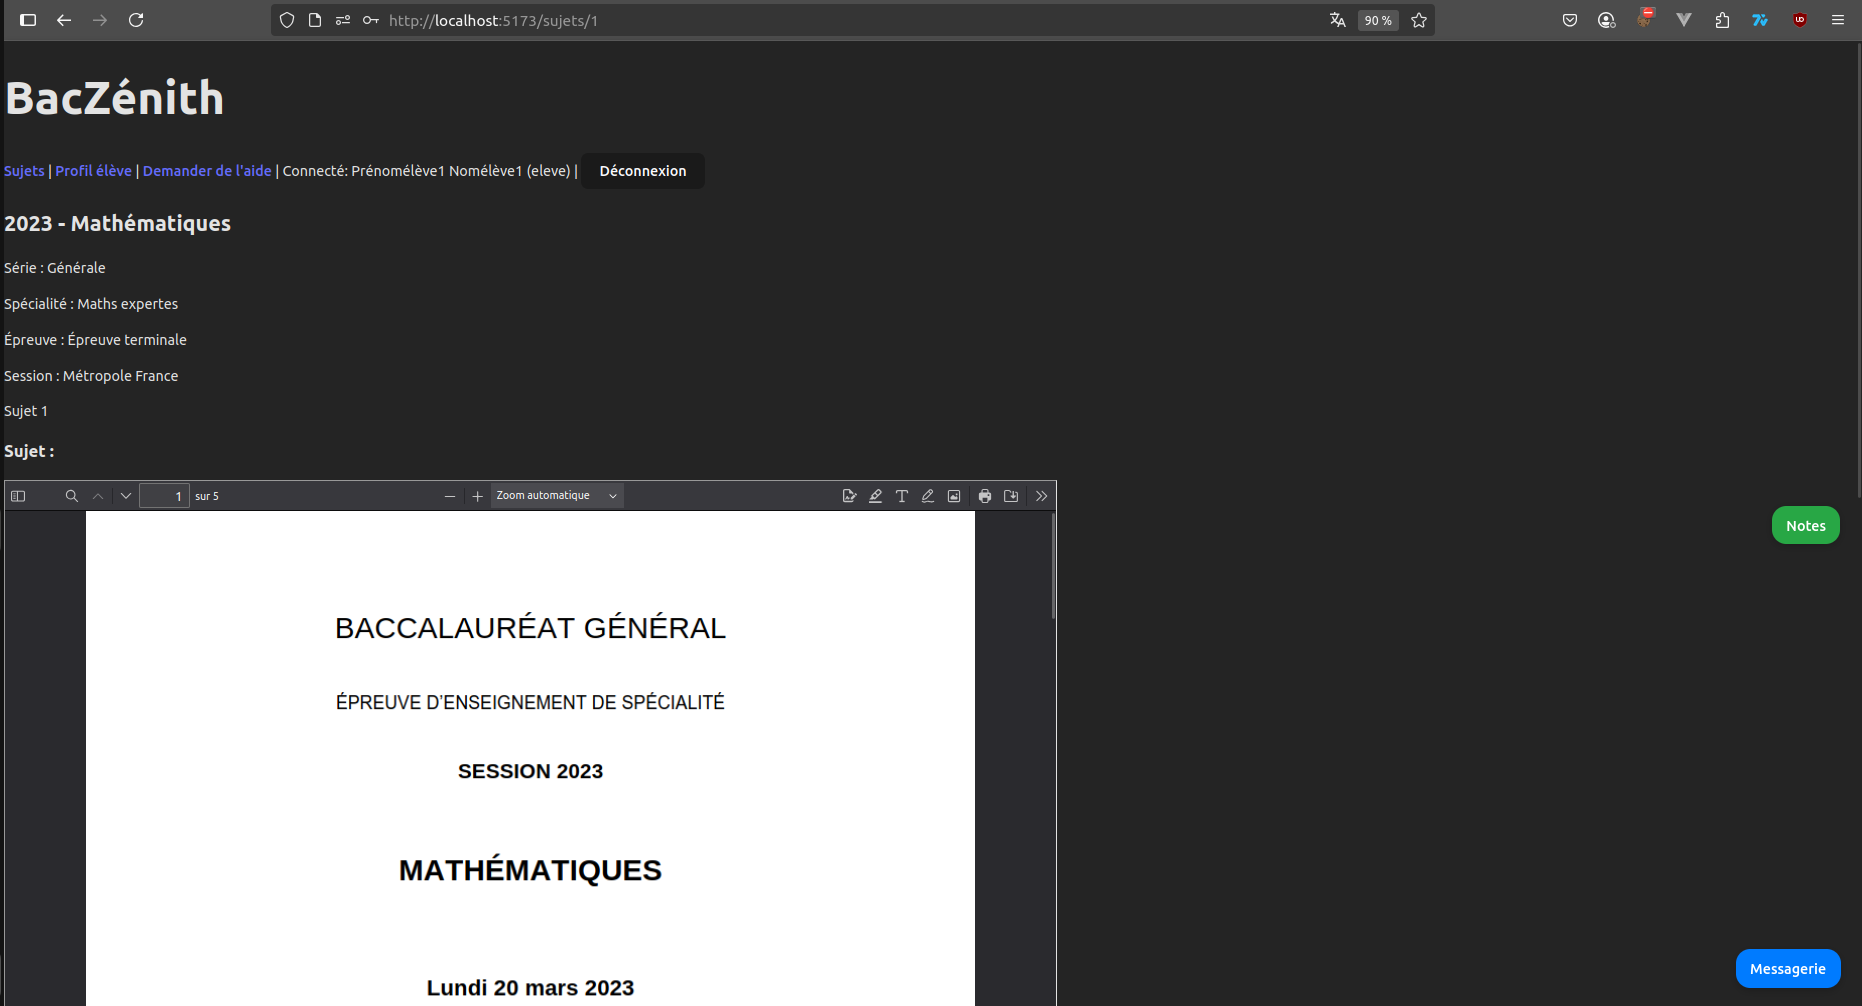 http://localhost:5173/sujets/1
90 %
BacZénith
Sujets | Profil élève | Demander de l'aide | Connecté: Prénomélève1 Nomélève1 (eleve) | Déconnexion
2023 - Mathématiques
Série : Générale
Spécialité : Maths expertes
Épreuve : Épreuve terminale
Session : Métropole France
Sujet 1
Sujet :
1 sur 5
Zoom automatique
Notes
BACCALAURÉAT GÉNÉRAL
ÉPREUVE D'ENSEIGNEMENT DE SPÉCIALITÉ
SESSION 2023
MATHÉMATIQUES
Messagerie
Lundi 20 mars 2023